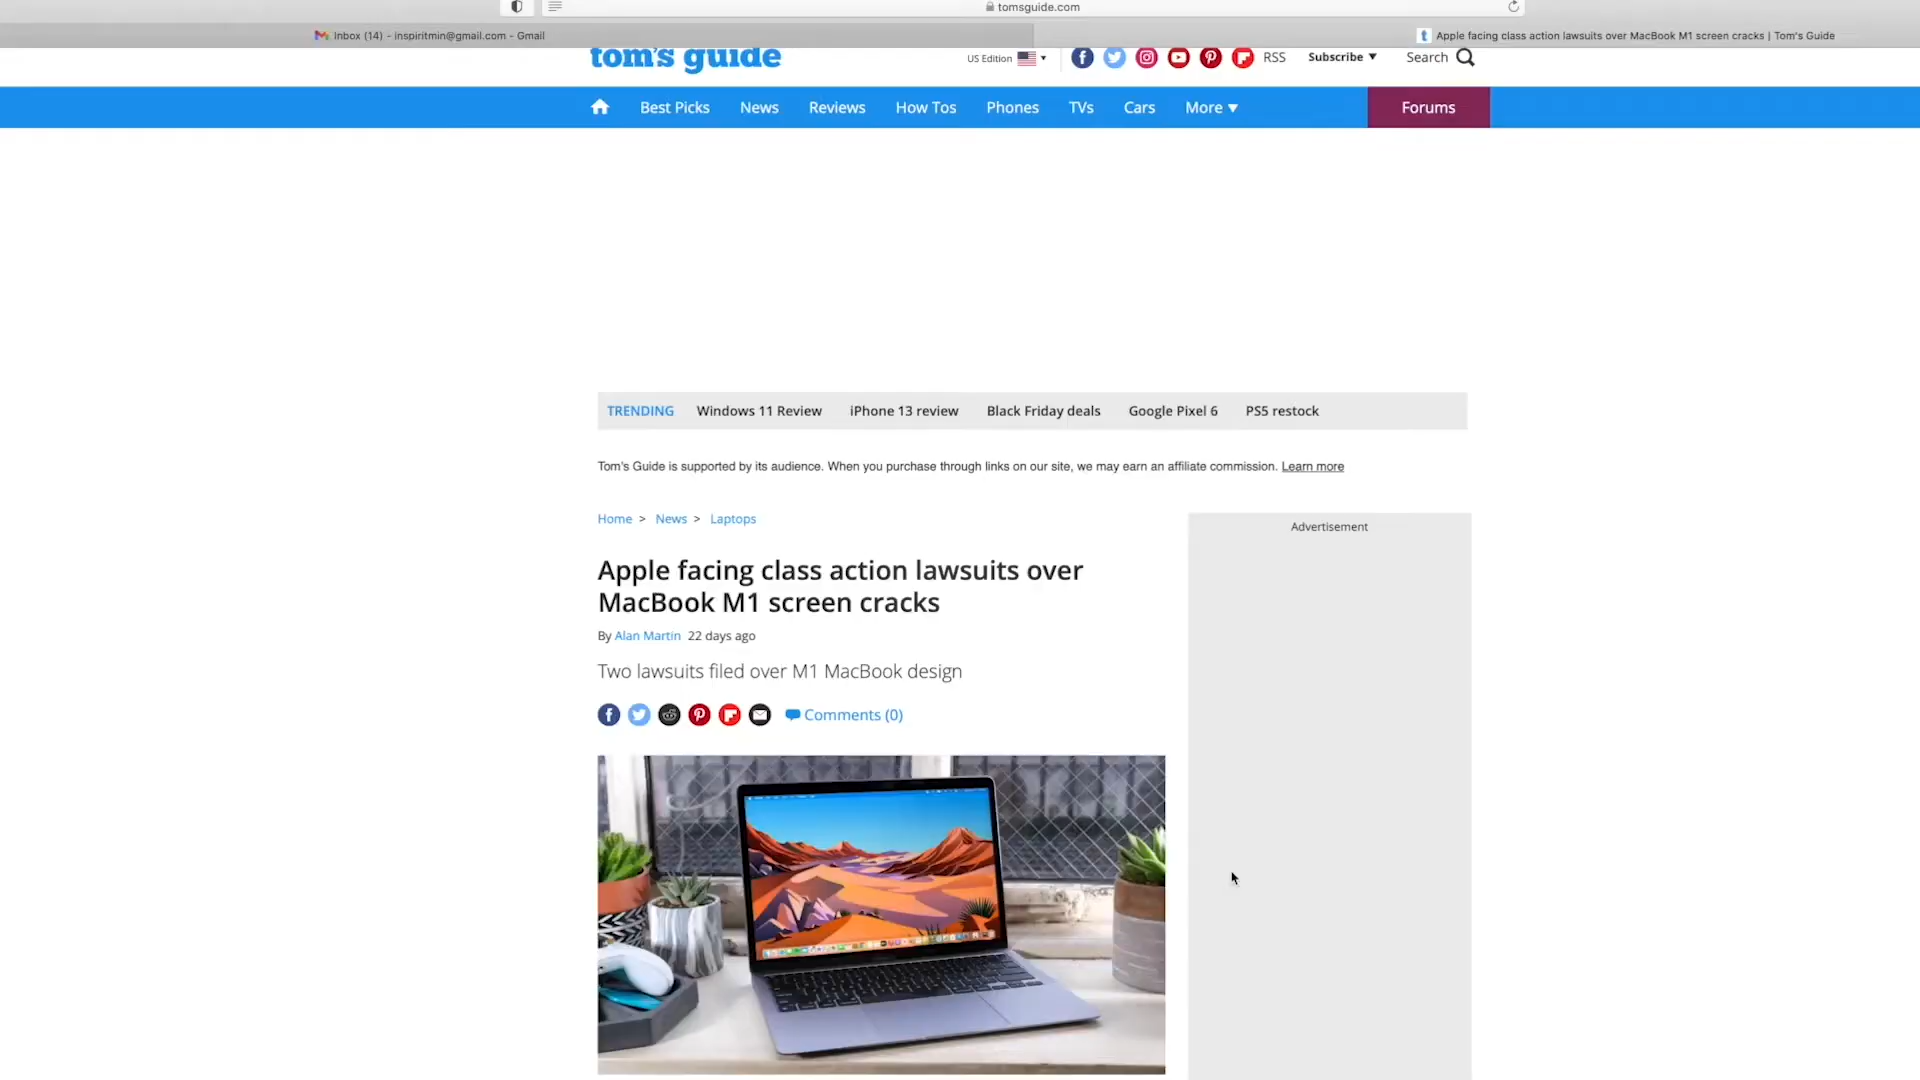 tomsguide.com
Inbox (14) - inspiritmin@gmail.com - Gmail
Apple facing class action lawsuits over MacBook M1 screen cracks | Tom's Guide
tom's guide
US Edition
RSS
Subscribe
Search
Best Picks
News
Reviews
How Tos
Phones
TVs
Cars
More
Forums
TRENDING
Windows 11 Review
iPhone 13 review
Black Friday deals
Google Pixel 6
PS5 restock
Tom's Guide is supported by its audience. When you purchase through links on our site, we may earn an affiliate commission. Learn more
Home > News > Laptops
Advertisement
Apple facing class action lawsuits over
MacBook M1 screen cracks
By Alan Martin 22 days ago
Two lawsuits filed over M1 MacBook design
Comments (0)